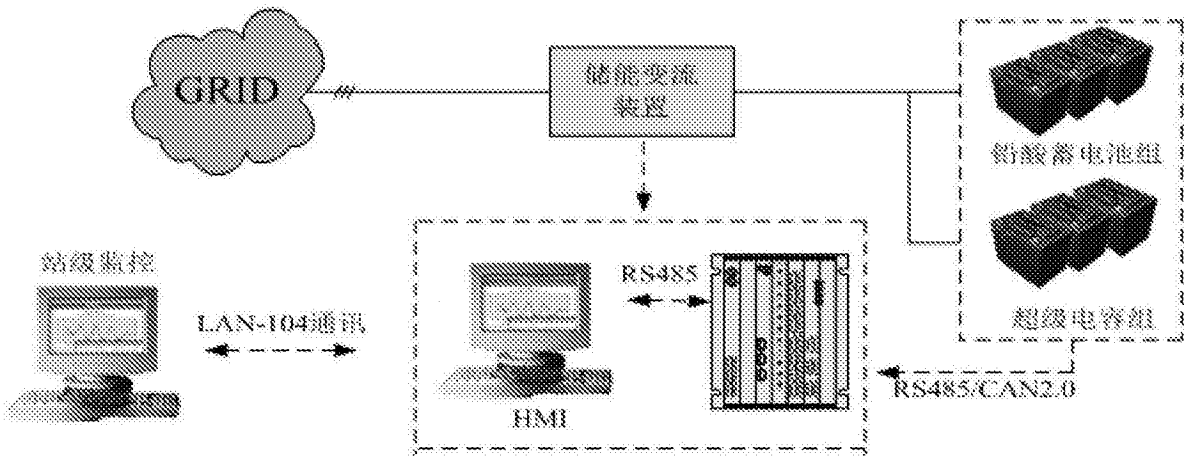 GRID
储能变流
装置
铅酸蓄电池组
超级电容组
站级监控
LAN-104通讯
RS485
HMI
RS485/CAN2.0